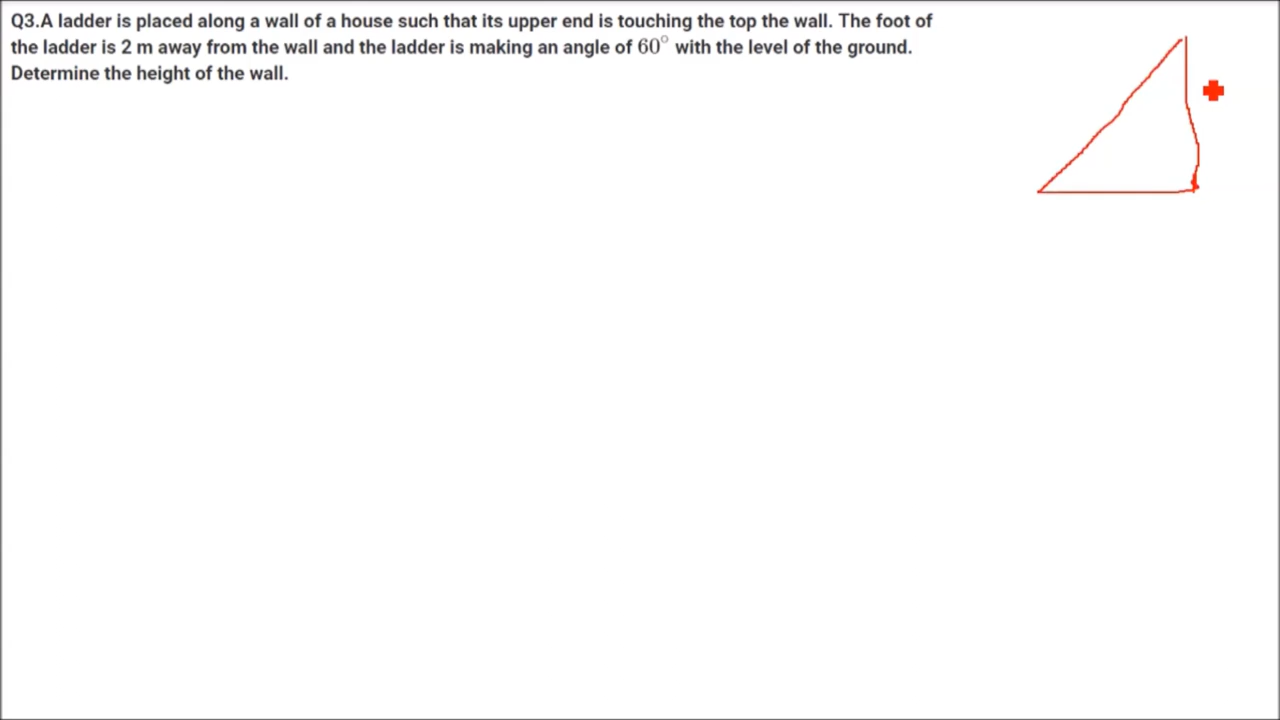 Q3.A ladder is placed along a wall of a house such that its upper end is touching the top the wall. The foot of
the ladder is 2 m away from the wall and the ladder is making an angle of 60° with the level of the ground.
Determine the height of the wall.